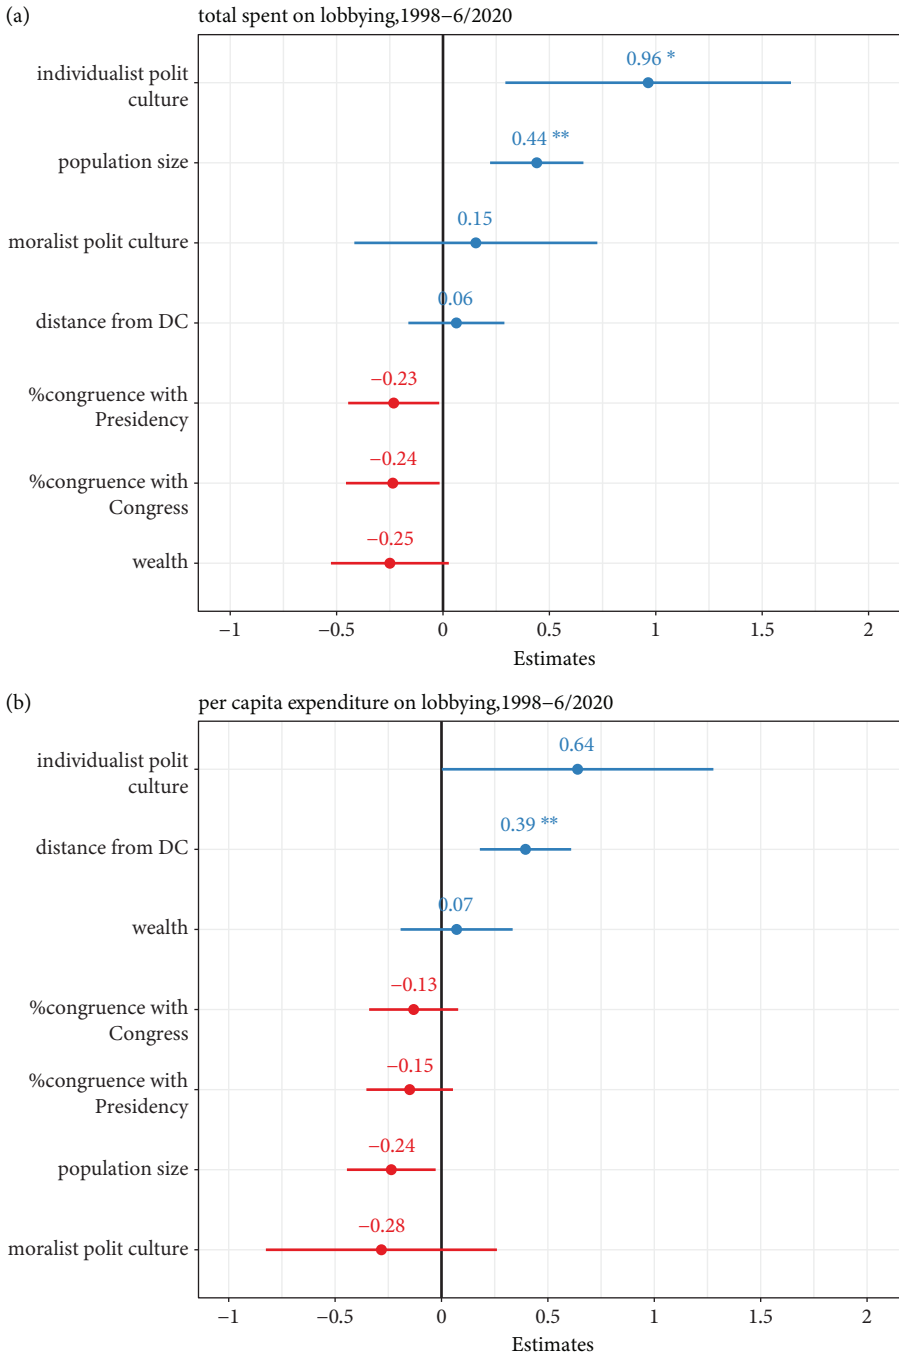 (a)
total spent on lobbying,1998−6/2020
individualist polit
culture
0.96 *
population size
0.44 **
moralist polit culture
0.15
distance from DC
0.06
%congruence with
Presidency
−0.23
%congruence with
Congress
−0.24
wealth
−0.25
−1 −0.5 0 0.5 1 1.5 2
Estimates
(b)
per capita expenditure on lobbying,1998−6/2020
individualist polit
culture
0.64
distance from DC
0.39 **
wealth
0.07
%congruence with
Congress
−0.13
%congruence with
Presidency
−0.15
population size
−0.24
moralist polit culture
−0.28
−1 −0.5 0 0.5 1 1.5 2
Estimates